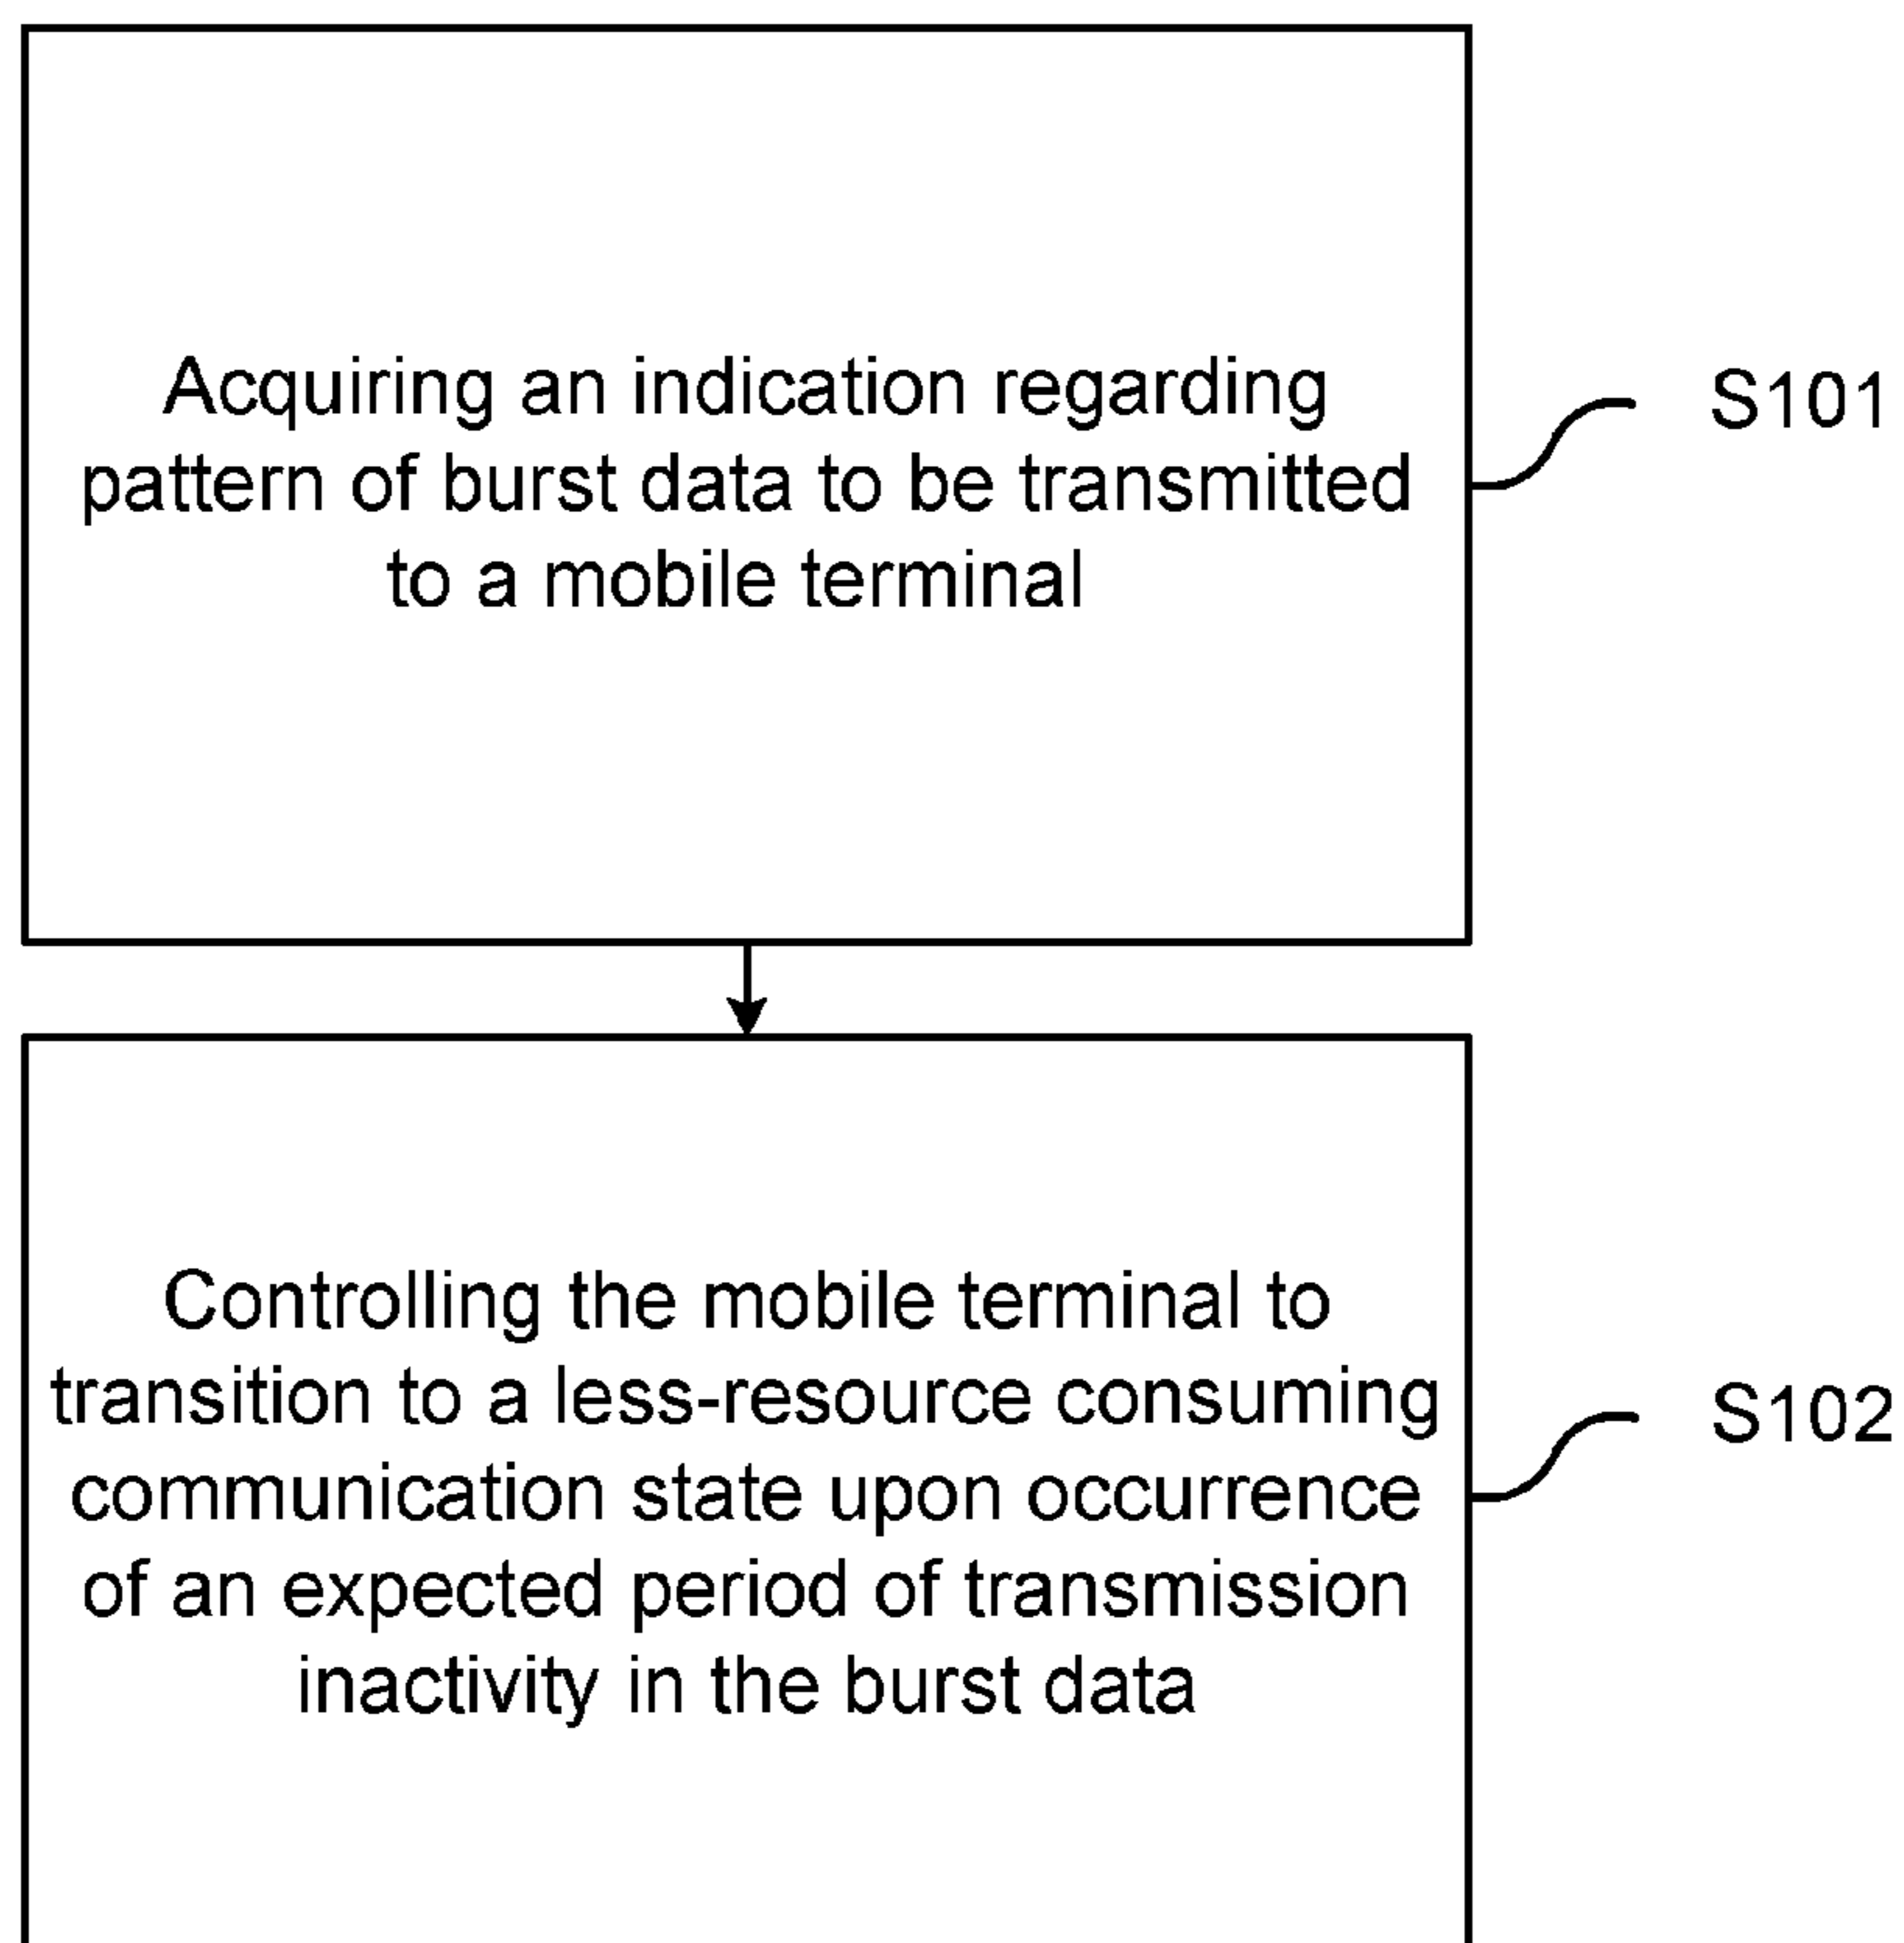 Acquiring an indication regarding
pattern of burst data to be transmitted
to a mobile terminal
S101
Controlling the mobile terminal to
transition to a less-resource consuming
communication state upon occurrence
of an expected period of transmission
inactivity in the burst data
S102